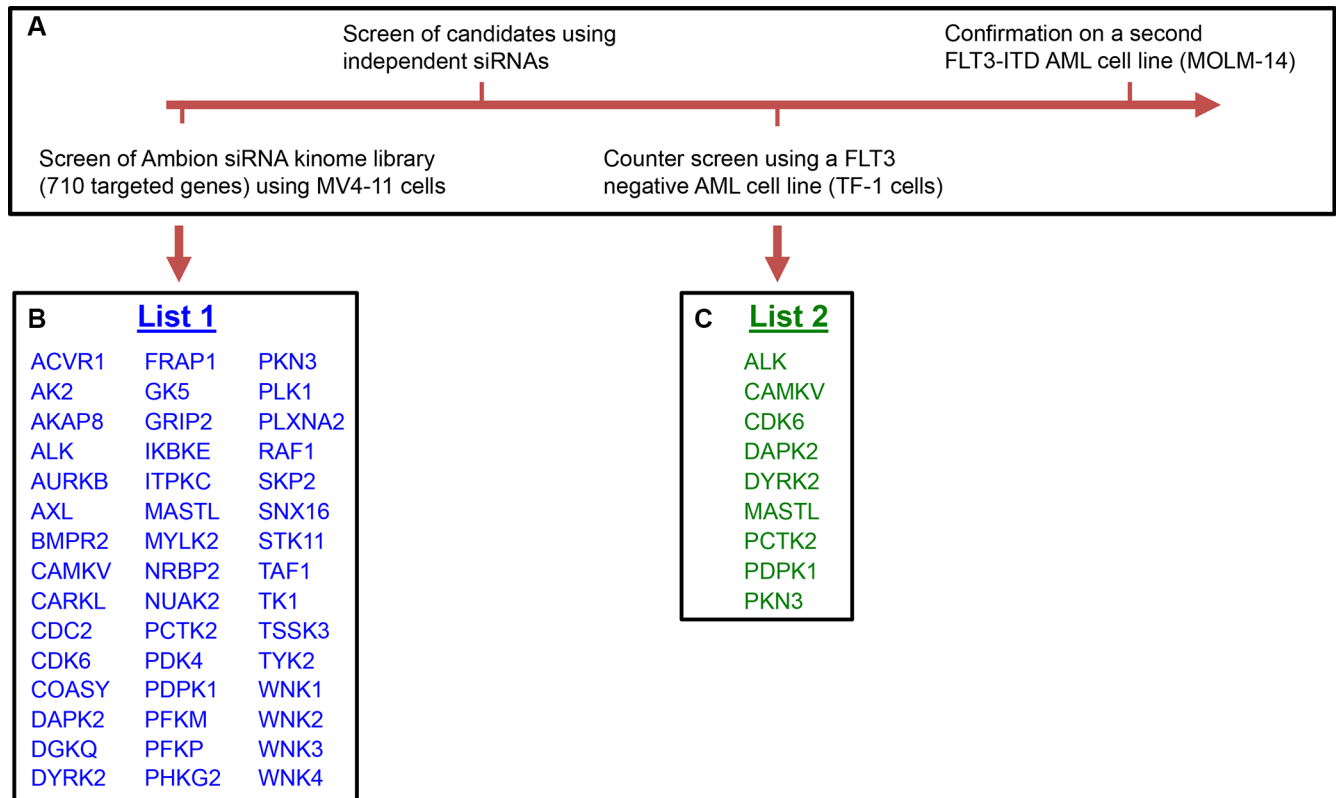 A
Screen of candidates using
independent siRNAs
Confirmation on a second
FLT3-ITD AML cell line (MOLM-14)
Screen of Ambion siRNA kinome library
(710 targeted genes) using MV4-11 cells
Counter screen using a FLT3
negative AML cell line (TF-1 cells)
B List 1
ACVR1 FRAP1 PKN3
AK2 GK5 PLK1
AKAP8 GRIP2 PLXNA2
ALK IKBKE RAF1
AURKB ITPKC SKP2
AXL MASTL SNX16
BMPR2 MYLK2 STK11
CAMKV NRBP2 TAF1
CARKL NUAK2 TK1
CDC2 PCTK2 TSSK3
CDK6 PDK4 TYK2
COASY PDPK1 WNK1
DAPK2 PFKM WNK2
DGKQ PFKP WNK3
DYRK2 PHKG2 WNK4
C List 2
ALK
CAMKV
CDK6
DAPK2
DYRK2
MASTL
PCTK2
PDPK1
PKN3